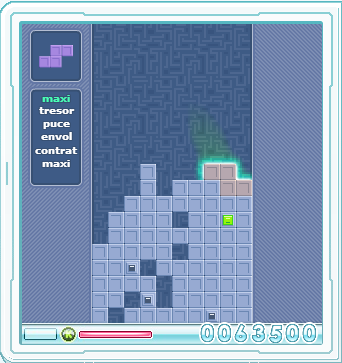 maxi
tresor
puce
envol
contrat
maxi
0063500